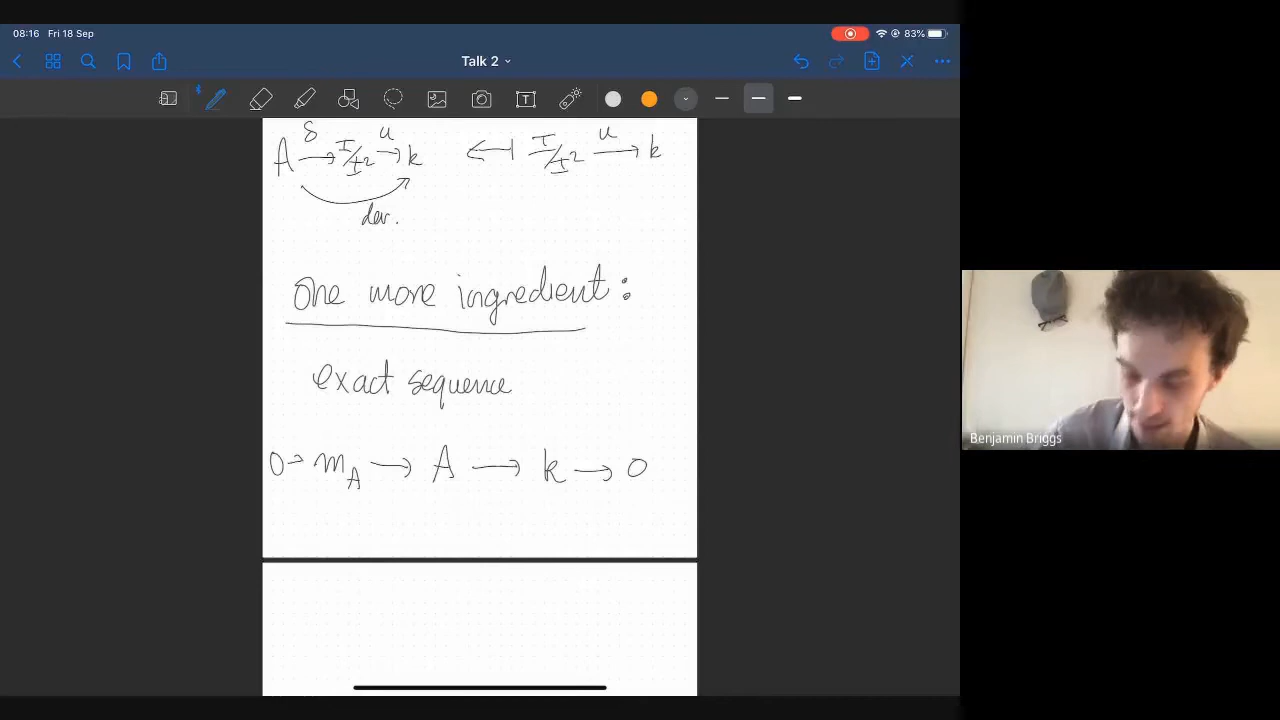 08:16 Fri 18 Sep 83%
Talk 2
T
A δ→ I/I² u→ k ↤ I/I² u→ k
der.
One more ingredient:
exact sequence
0 → m_A → A → k → 0
Benjamin Briggs